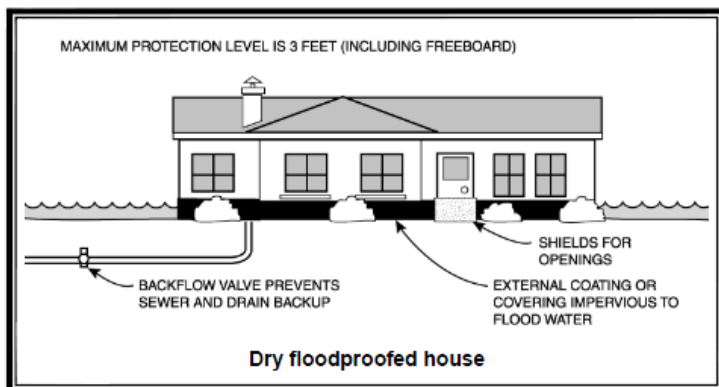 MAXIMUM PROTECTION LEVEL IS 3 FEET (INCLUDING FREEBOARD)
SHIELDS FOR
OPENINGS
BACKFLOW VALVE PREVENTS
SEWER AND DRAIN BACKUP
EXTERNAL COATING OR
COVERING IMPERVIOUS TO
FLOOD WATER
Dry floodproofed house